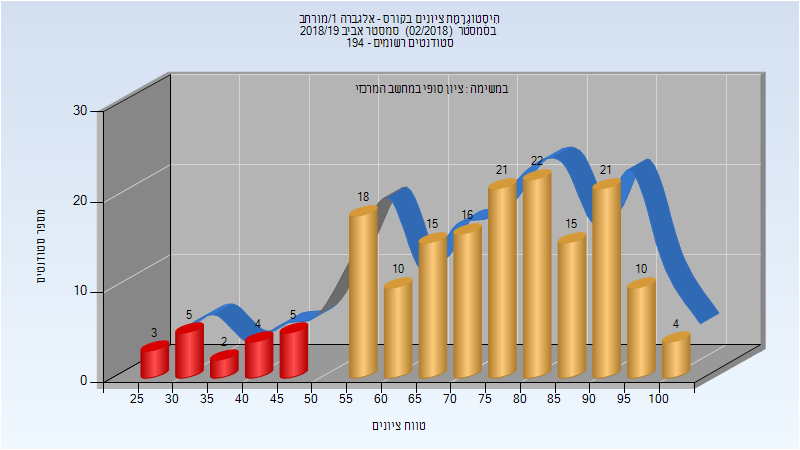 היסטוגרמת ציונים בקורס - אלגברה 1/מורחב
בסמסטר (02/2018) סמסטר אביב 2018/19
סטודנטים רשומים - 194
במשימה : ציון סופי במחשב המרכזי
מספר סטודנטים
30
20
10
0
3
5
2
4
5
18
10
15
16
21
22
15
21
10
4
25 30 35 40 45 50 55 60 65 70 75 80 85 90 95 100
טווח ציונים